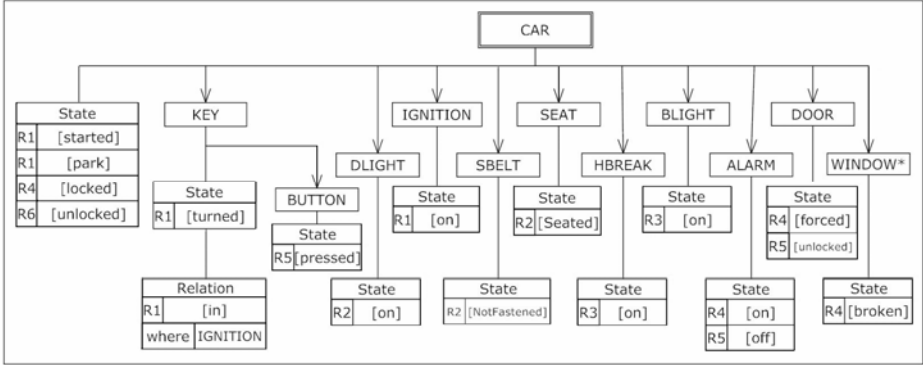 CAR
State
R1 [started]
R1 [park]
R4 [locked]
R6 [unlocked]
KEY
State
R1 [turned]
Relation
R1 [in]
where IGNITION
BUTTON
State
R5 [pressed]
DLIGHT
State
R2 [on]
IGNITION
State
R1 [on]
SBELT
State
R2 [NotFastened]
SEAT
State
R2 [Seated]
HBREAK
State
R3 [on]
BLIGHT
State
R3 [on]
ALARM
State
R4 [on]
R5 [off]
DOOR
State
R4 [forced]
R5 [unlocked]
WINDOW*
State
R4 [broken]